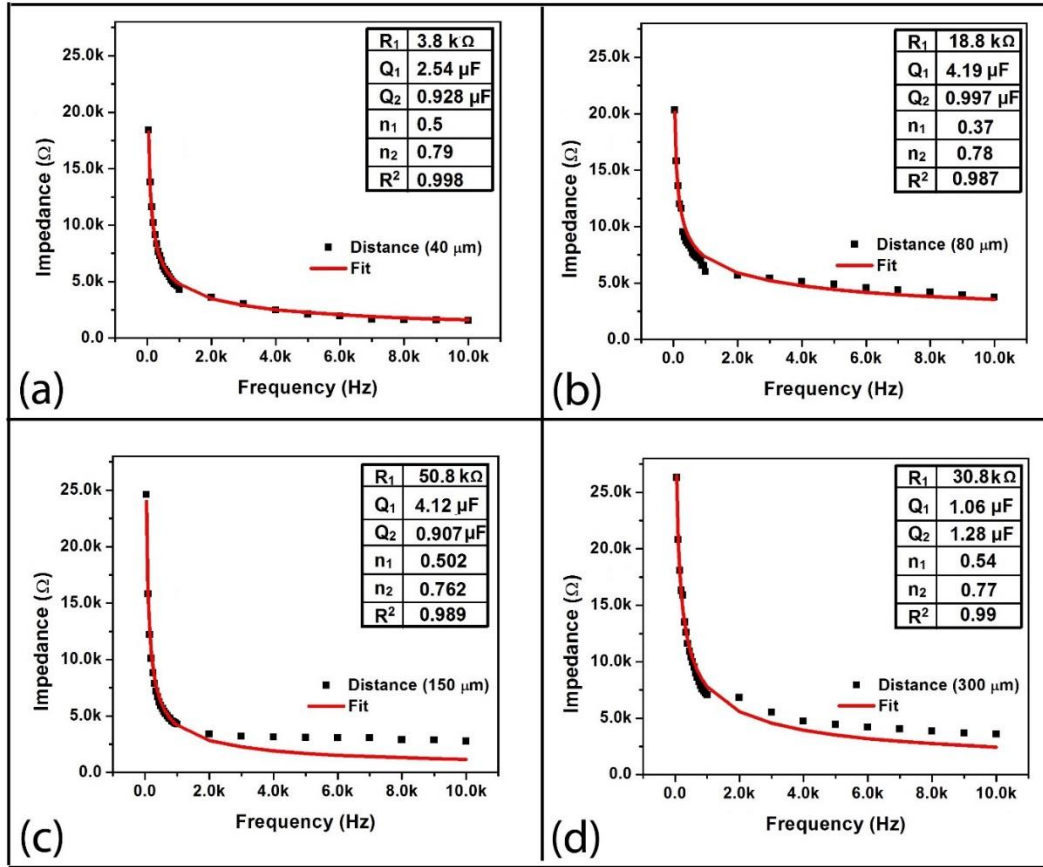 R₁ 3.8 kΩ
Q₁ 2.54 µF
Q₂ 0.928 µF
n₁ 0.5
n₂ 0.79
R² 0.998
25.0k
20.0k
15.0k
10.0k
5.0k
0.0
Impedance (Ω)
Distance (40 µm)
Fit
0.0 2.0k 4.0k 6.0k 8.0k 10.0k
Frequency (Hz)
(a)
R₁ 18.8 kΩ
Q₁ 4.19 µF
Q₂ 0.997 µF
n₁ 0.37
n₂ 0.78
R² 0.987
25.0k
20.0k
15.0k
10.0k
5.0k
0.0
Impedance (Ω)
Distance (80 µm)
Fit
0.0 2.0k 4.0k 6.0k 8.0k 10.0k
Frequency (Hz)
(b)
R₁ 50.8 kΩ
Q₁ 4.12 µF
Q₂ 0.907 µF
n₁ 0.502
n₂ 0.762
R² 0.989
25.0k
20.0k
15.0k
10.0k
5.0k
0.0
Impedance (Ω)
Distance (150 µm)
Fit
0.0 2.0k 4.0k 6.0k 8.0k 10.0k
Frequency (Hz)
(c)
R₁ 30.8 kΩ
Q₁ 1.06 µF
Q₂ 1.28 µF
n₁ 0.54
n₂ 0.77
R² 0.99
25.0k
20.0k
15.0k
10.0k
5.0k
0.0
Impedance (Ω)
Distance (300 µm)
Fit
0.0 2.0k 4.0k 6.0k 8.0k 10.0k
Frequency (Hz)
(d)